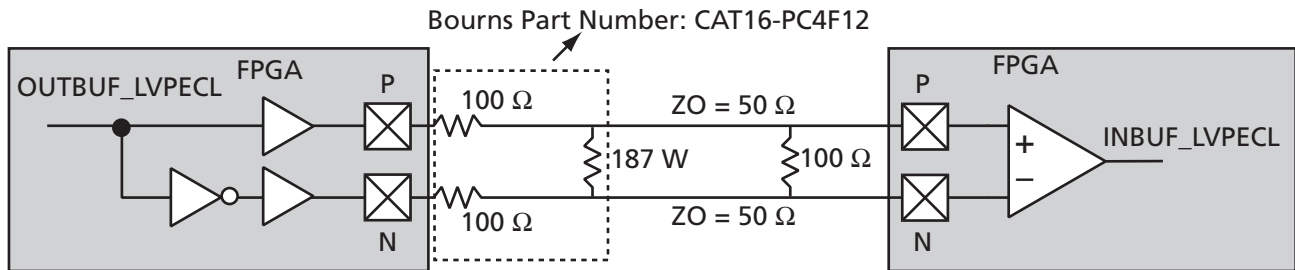 Bourns Part Number: CAT16-PC4F12
FPGA
FPGA
OUTBUF_LVPECL
P
P
100 Ω
ZO = 50 Ω
INBUF_LVPECL
+
–
187 W
100 Ω
100 Ω
ZO = 50 Ω
N
N